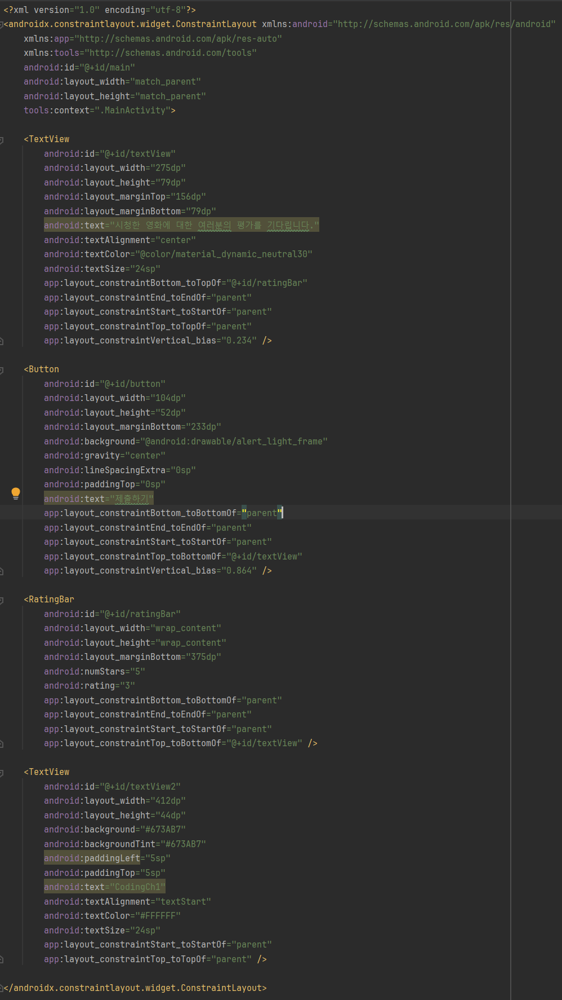 <?xml version="1.0" encoding="utf-8"?>
<androidx.constraintlayout.widget.ConstraintLayout xmlns:android="http://schemas.android.com/apk/res/android"
    xmlns:app="http://schemas.android.com/apk/res-auto"
    xmlns:tools="http://schemas.android.com/tools"
    android:id="@+id/main"
    android:layout_width="match_parent"
    android:layout_height="match_parent"
    tools:context=".MainActivity">

    <TextView
        android:id="@+id/textView"
        android:layout_width="275dp"
        android:layout_height="79dp"
        android:layout_marginTop="156dp"
        android:layout_marginBottom="79dp"
        android:text="시청한 영화에 대한 여러분의 평가를 기다립니다."
        android:textAlignment="center"
        android:textColor="@color/material_dynamic_neutral30"
        android:textSize="24sp"
        app:layout_constraintBottom_toTopOf="@+id/ratingBar"
        app:layout_constraintEnd_toEndOf="parent"
        app:layout_constraintStart_toStartOf="parent"
        app:layout_constraintTop_toTopOf="parent"
        app:layout_constraintVertical_bias="0.234" />

    <Button
        android:id="@+id/button"
        android:layout_width="104dp"
        android:layout_height="52dp"
        android:layout_marginBottom="233dp"
        android:background="@android:drawable/alert_light_frame"
        android:gravity="center"
        android:lineSpacingExtra="0sp"
        android:paddingTop="0sp"
        android:text="제출하기"
        app:layout_constraintBottom_toBottomOf="parent"
        app:layout_constraintEnd_toEndOf="parent"
        app:layout_constraintStart_toStartOf="parent"
        app:layout_constraintTop_toBottomOf="@+id/textView"
        app:layout_constraintVertical_bias="0.864" />

    <RatingBar
        android:id="@+id/ratingBar"
        android:layout_width="wrap_content"
        android:layout_height="wrap_content"
        android:layout_marginBottom="375dp"
        android:numStars="5"
        android:rating="3"
        app:layout_constraintBottom_toBottomOf="parent"
        app:layout_constraintEnd_toEndOf="parent"
        app:layout_constraintStart_toStartOf="parent"
        app:layout_constraintTop_toBottomOf="@+id/textView" />

    <TextView
        android:id="@+id/textView2"
        android:layout_width="412dp"
        android:layout_height="44dp"
        android:background="#673AB7"
        android:backgroundTint="#673AB7"
        android:paddingLeft="5sp"
        android:paddingTop="5sp"
        android:text="CodingCh1"
        android:textAlignment="textStart"
        android:textColor="#FFFFFF"
        android:textSize="24sp"
        app:layout_constraintStart_toStartOf="parent"
        app:layout_constraintTop_toTopOf="parent" />

</androidx.constraintlayout.widget.ConstraintLayout>